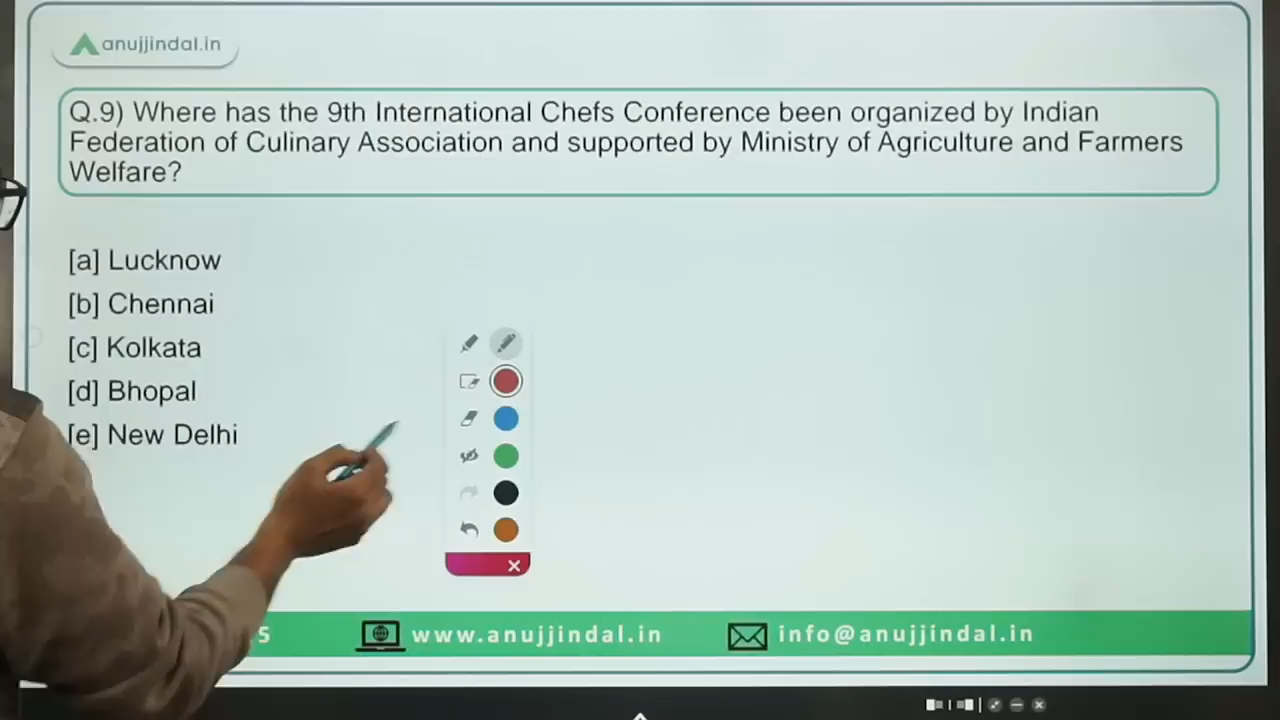 anujjindal.in
Q.9) Where has the 9th International Chefs Conference been organized by Indian
Federation of Culinary Association and supported by Ministry of Agriculture and Farmers
Welfare?
[a] Lucknow
[b] Chennai
[c] Kolkata
[d] Bhopal
[e] New Delhi
5 www.anujjindal.in info@anujjindal.in